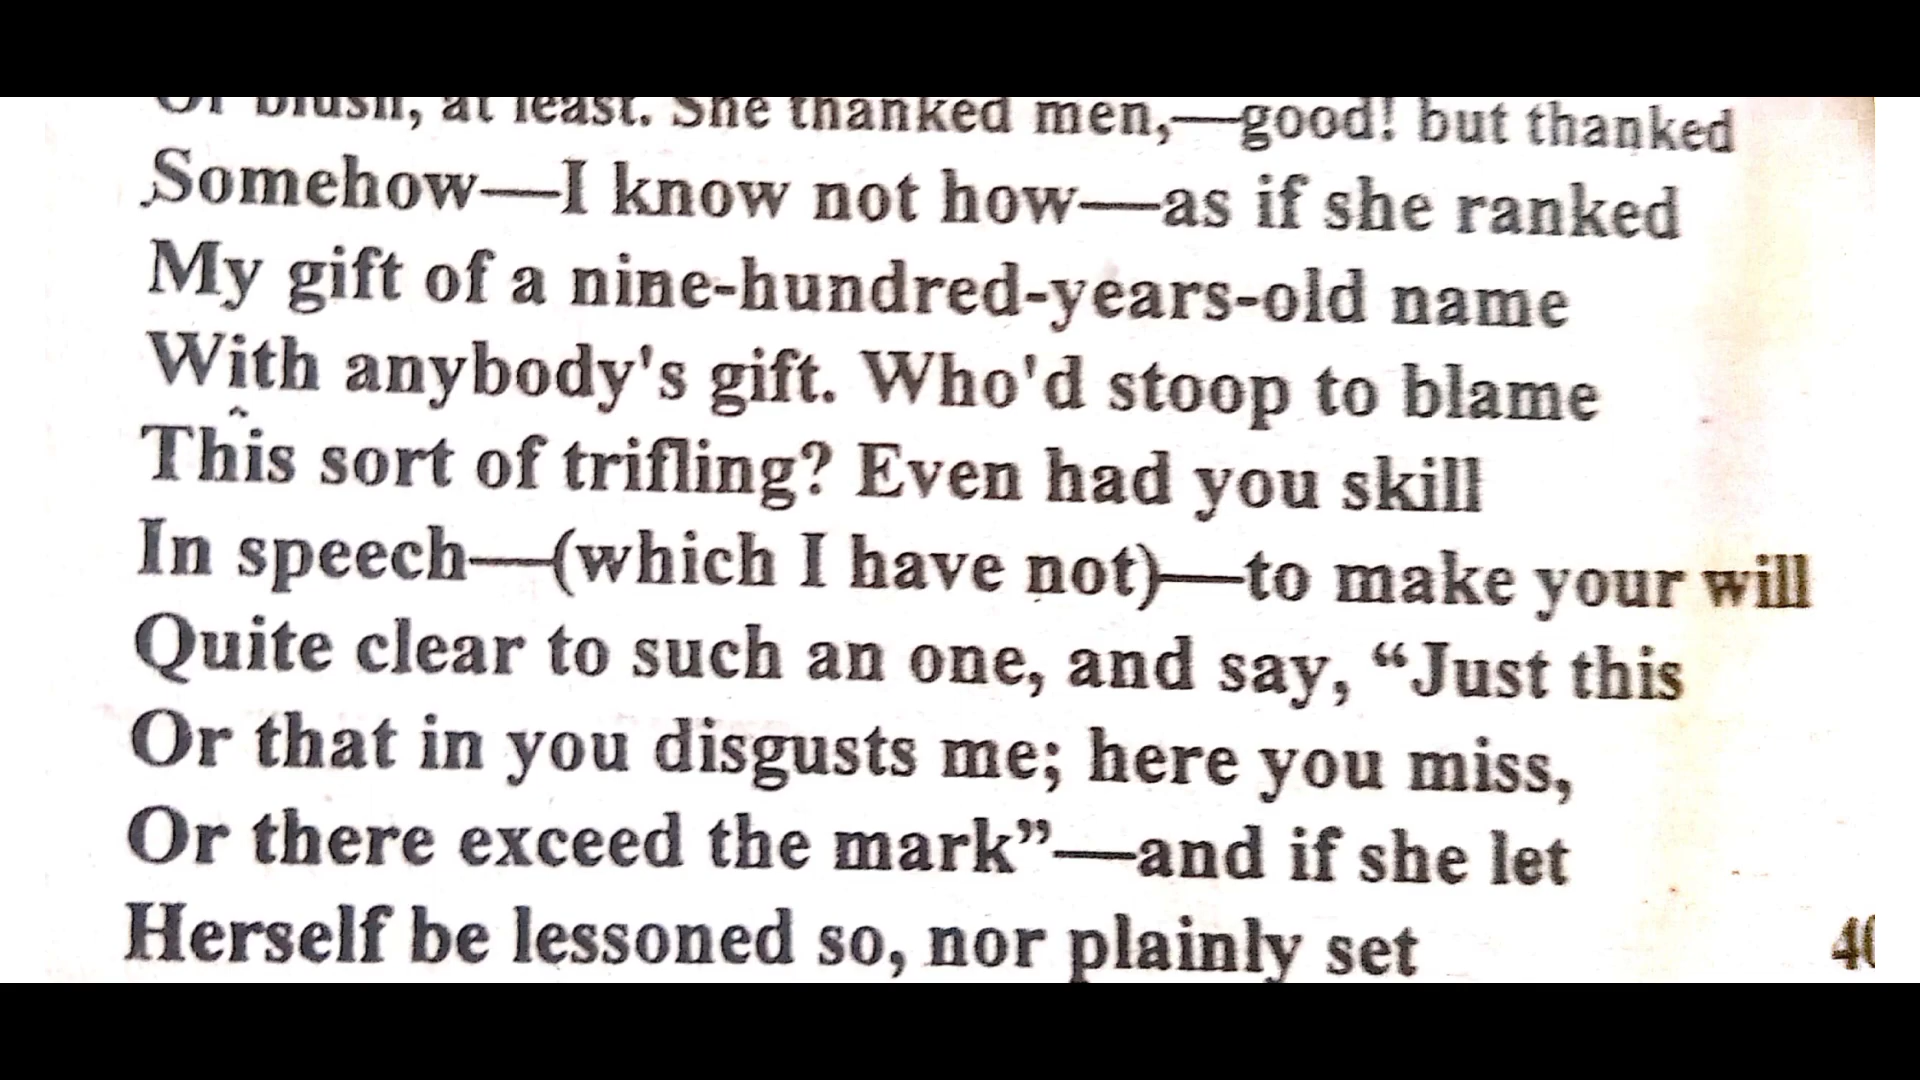 Or blush, at least. She thanked men,—good! but thanked
Somehow—I know not how—as if she ranked
My gift of a nine-hundred-years-old name
With anybody's gift. Who'd stoop to blame
This sort of trifling? Even had you skill
In speech—(which I have not)—to make your will
Quite clear to such an one, and say, “Just this
Or that in you disgusts me; here you miss,
Or there exceed the mark”—and if she let
Herself be lessoned so, nor plainly set 40